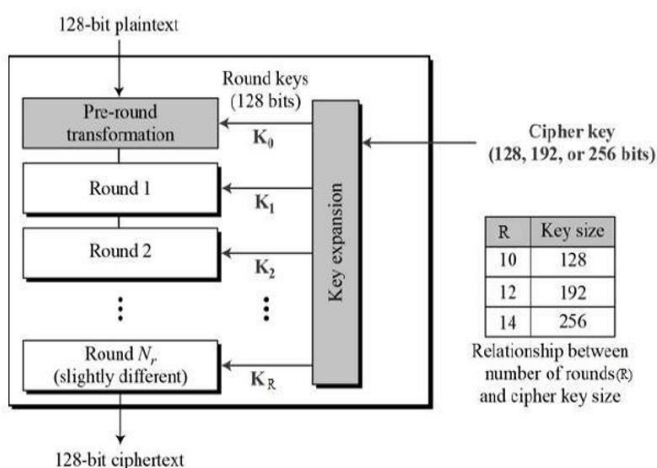 128-bit plaintext
Round keys
(128 bits)
Pre-round
transformation
K₀
Cipher key
(128, 192, or 256 bits)
Round 1
K₁
Round 2
K₂
Key expansion
Round Nᵣ
(slightly different)
K_R
R Key size
10 128
12 192
14 256
Relationship between
number of rounds(R)
and cipher key size
128-bit ciphertext